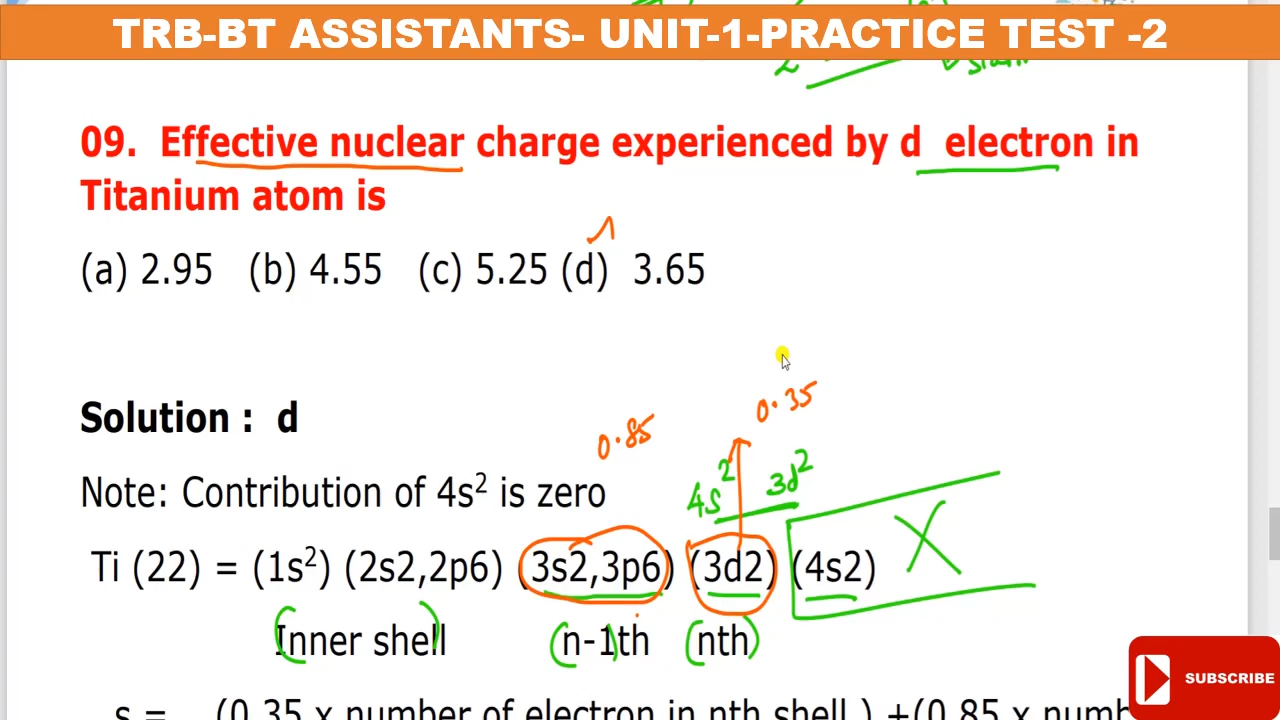 TRB-BT ASSISTANTS- UNIT-1-PRACTICE TEST -2
09. Effective nuclear charge experienced by d electron in
Titanium atom is
(a) 2.95 (b) 4.55 (c) 5.25 (d) 3.65
Solution : d
0.85
0.35
Note: Contribution of 4s² is zero
4s² 3d²
Ti (22) = (1s²) (2s2,2p6) (3s2,3p6) (3d2) (4s2) X
Inner shell (n-1th (nth)
s = (0.35 x number of electron in nth shell ) +(0.85 x numb
SUBSCRIBE